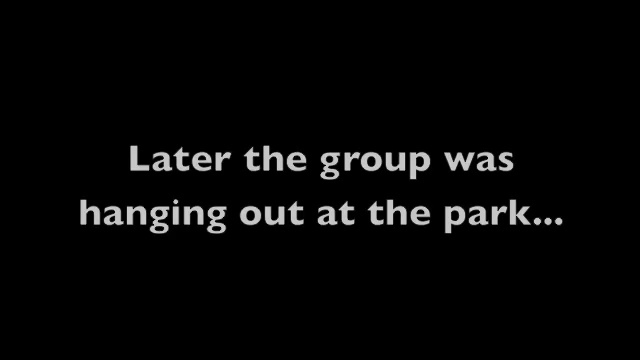 Later the group was
hanging out at the park...